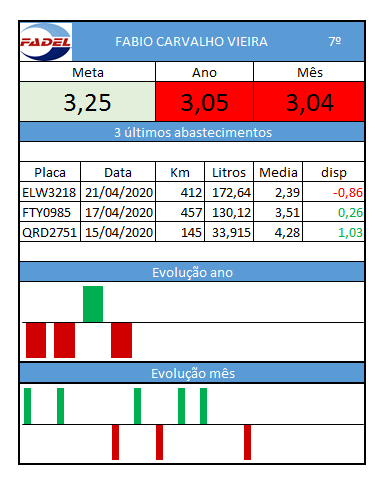 FADEL
FABIO CARVALHO VIEIRA 7º
Meta Ano Mês
3,25 3,05 3,04
3 últimos abastecimentos
Placa Data Km Litros Media disp
ELW3218 21/04/2020 412 172,64 2,39 -0,86
FTY0985 17/04/2020 457 130,12 3,51 0,26
QRD2751 15/04/2020 145 33,915 4,28 1,03
Evolução ano
Evolução mês